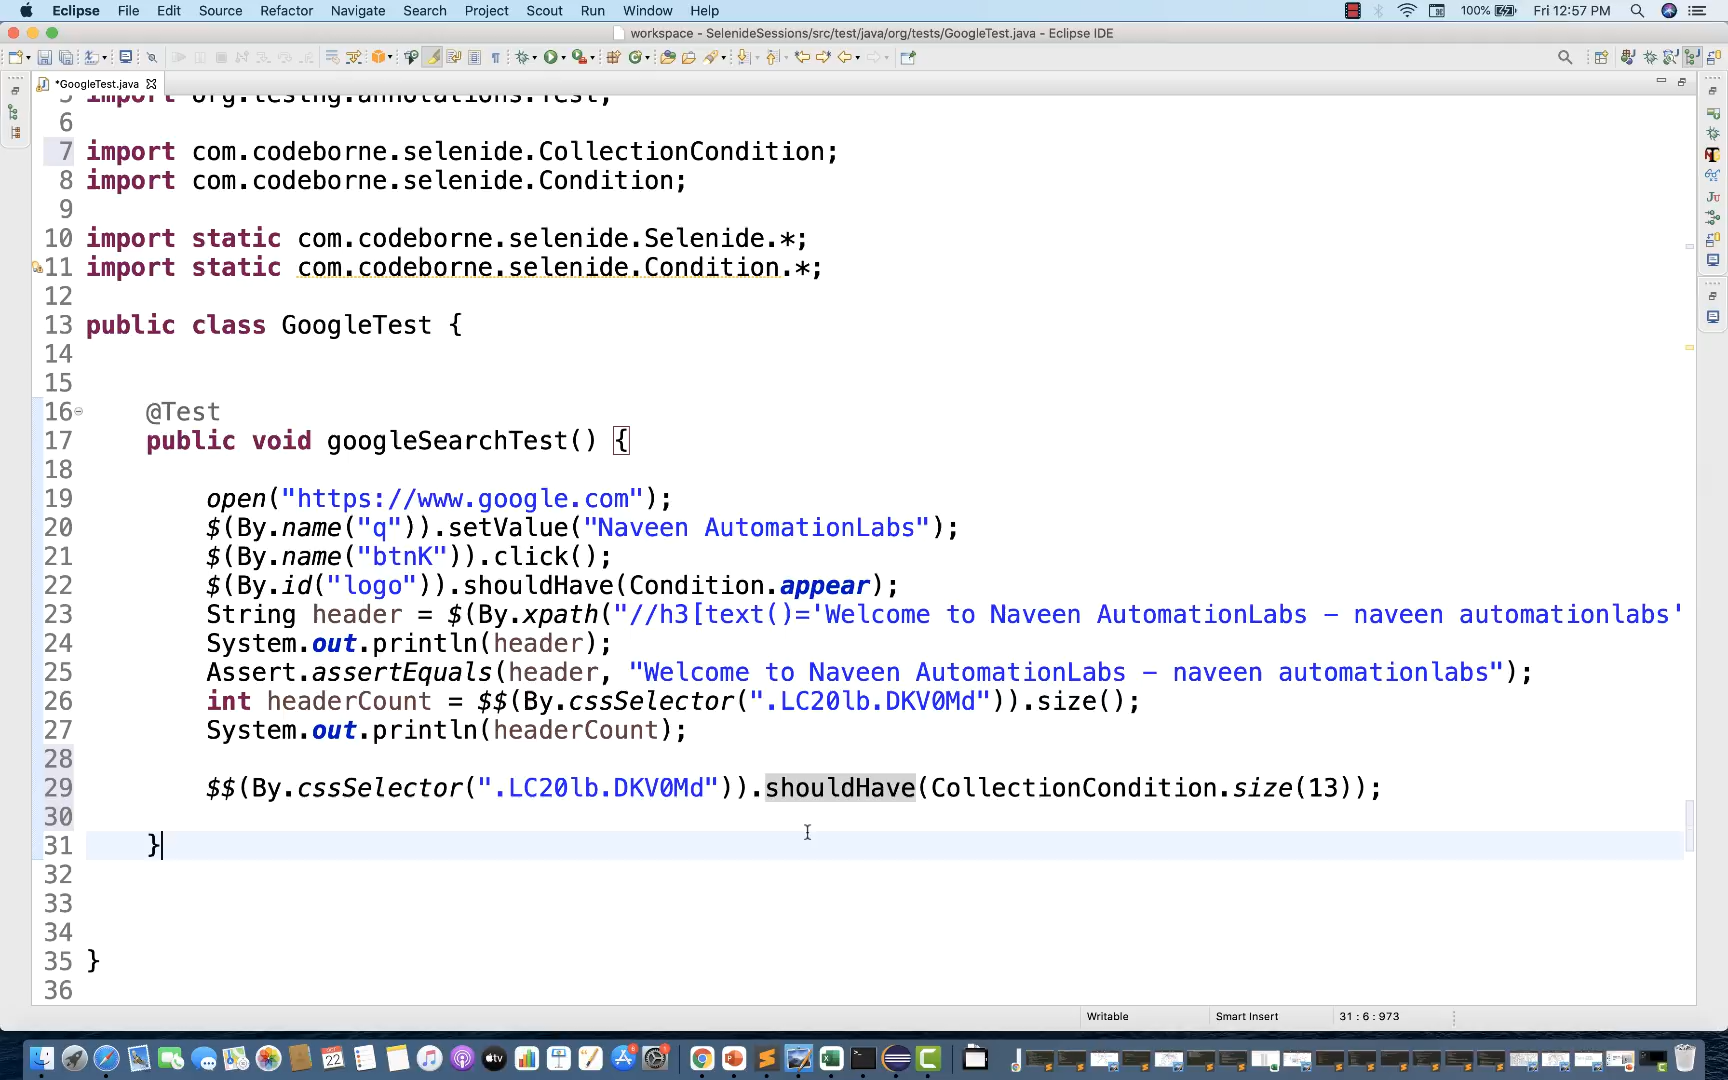 Eclipse File Edit Source Refactor Navigate Search Project Scout Run Window Help 100% Fri 12:57 PM
workspace - SelenideSessions/src/test/java/org/tests/GoogleTest.java - Eclipse IDE
*GoogleTest.java
5 import org.testng.annotations.Test;
6
7 import com.codeborne.selenide.CollectionCondition;
8 import com.codeborne.selenide.Condition;
9
10 import static com.codeborne.selenide.Selenide.*;
11 import static com.codeborne.selenide.Condition.*;
12
13 public class GoogleTest {
14
15
16 @Test
17 public void googleSearchTest() {
18
19 open("https://www.google.com");
20 $(By.name("q")).setValue("Naveen AutomationLabs");
21 $(By.name("btnK")).click();
22 $(By.id("logo")).shouldHave(Condition.appear);
23 String header = $(By.xpath("//h3[text()='Welcome to Naveen AutomationLabs – naveen automationlabs'
24 System.out.println(header);
25 Assert.assertEquals(header, "Welcome to Naveen AutomationLabs – naveen automationlabs");
26 int headerCount = $$(By.cssSelector(".LC20lb.DKV0Md")).size();
27 System.out.println(headerCount);
28
29 $$(By.cssSelector(".LC20lb.DKV0Md")).shouldHave(CollectionCondition.size(13));
30
31 }
32
33
34
35 }
36
Writable Smart Insert 31 : 6 : 973